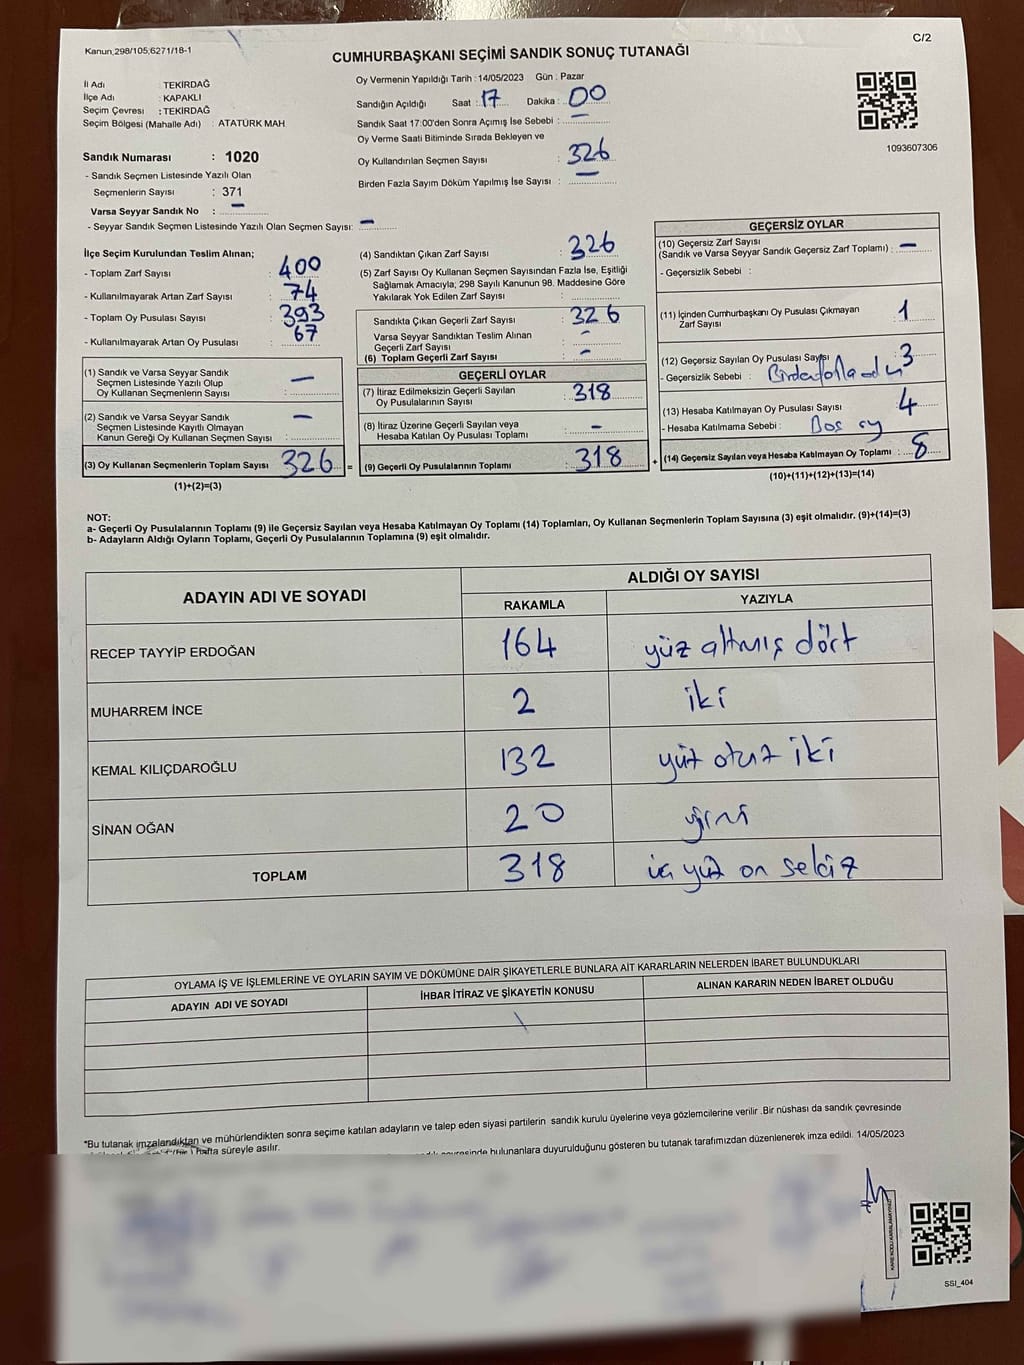 Kanun,298/105,6271/18-1
C/2
CUMHURBAŞKANI SEÇİMİ SANDIK SONUÇ TUTANAĞI
İl Adı : TEKİRDAĞ
İlçe Adı : KAPAKLI
Seçim Çevresi : TEKİRDAĞ
Seçim Bölgesi (Mahalle Adı) : ATATÜRK MAH
Sandık Numarası : 1020
- Sandık Seçmen Listesinde Yazılı Olan
Seçmenlerin Sayısı : 371
Varsa Seyyar Sandık No : –
- Seyyar Sandık Seçmen Listesinde Yazılı Olan Seçmen Sayısı: –
Oy Vermenin Yapıldığı Tarih : 14/05/2023 Gün : Pazar
Sandığın Açıldığı Saat : 17 Dakika : 00
Sandık Saat 17:00'den Sonra Açımış İse Sebebi : –
Oy Verme Saati Bitiminde Sırada Bekleyen ve
Oy Kullandırılan Seçmen Sayısı : 326
Birden Fazla Sayım Döküm Yapılmış İse Sayısı : –
1093607306
İlçe Seçim Kurulundan Teslim Alınan;
- Toplam Zarf Sayısı : 400
- Kullanılmayarak Artan Zarf Sayısı : 74
- Toplam Oy Pusulası Sayısı : 393
- Kullanılmayarak Artan Oy Pusulası : 67
(1) Sandık ve Varsa Seyyar Sandık
Seçmen Listesinde Yazılı Olup
Oy Kullanan Seçmenlerin Sayısı : –
(2) Sandık ve Varsa Seyyar Sandık
Seçmen Listesinde Kayıtlı Olmayan
Kanun Gereği Oy Kullanan Seçmen Sayısı : –
(3) Oy Kullanan Seçmenlerin Toplam Sayısı 326 =
(1)+(2)=(3)
(4) Sandıktan Çıkan Zarf Sayısı : 326
(5) Zarf Sayısı Oy Kullanan Seçmen Sayısından Fazla İse, Eşitliği
Sağlamak Amacıyla; 298 Sayılı Kanunun 98. Maddesine Göre
Yakılarak Yok Edilen Zarf Sayısı :
Sandıkta Çıkan Geçerli Zarf Sayısı : 326
Varsa Seyyar Sandıktan Teslim Alınan
Geçerli Zarf Sayısı : –
(6) Toplam Geçerli Zarf Sayısı : –
GEÇERLİ OYLAR
(7) İtiraz Edilmeksizin Geçerli Sayılan
Oy Pusulalarının Sayısı : 318
(8) İtiraz Üzerine Geçerli Sayılan veya
Hesaba Katılan Oy Pusulası Toplamı : –
(9) Geçerli Oy Pusulalarının Toplamı : 318 +
GEÇERSİZ OYLAR
(10) Geçersiz Zarf Sayısı
(Sandık ve Varsa Seyyar Sandık Geçersiz Zarf Toplamı) : –
- Geçersizlik Sebebi :
(11) İçinden Cumhurbaşkanı Oy Pusulası Çıkmayan
Zarf Sayısı : 1
(12) Geçersiz Sayılan Oy Pusulası Sayısı : 3
- Geçersizlik Sebebi :
(13) Hesaba Katılmayan Oy Pusulası Sayısı : 4
- Hesaba Katılmama Sebebi : Boş oy
(14) Geçersiz Sayılan veya Hesaba Katılmayan Oy Toplamı : 8
(10)+(11)+(12)+(13)=(14)
NOT:
a- Geçerli Oy Pusulalarının Toplamı (9) ile Geçersiz Sayılan veya Hesaba Katılmayan Oy Toplamı (14) Toplamları, Oy Kullanan Seçmenlerin Toplam Sayısına (3) eşit olmalıdır. (9)+(14)=(3)
b- Adayların Aldığı Oyların Toplamı, Geçerli Oy Pusulalarının Toplamına (9) eşit olmalıdır.
ADAYIN ADI VE SOYADI
ALDIĞI OY SAYISI
RAKAMLA YAZIYLA
RECEP TAYYİP ERDOĞAN 164 yüz altmış dört
MUHARREM İNCE 2 iki
KEMAL KILIÇDAROĞLU 132 yüz otuz iki
SİNAN OĞAN 20 yirmi
TOPLAM 318 üç yüz on sekiz
OYLAMA İŞ VE İŞLEMLERİNE VE OYLARIN SAYIM VE DÖKÜMÜNE DAİR ŞİKAYETLERLE BUNLARA AİT KARARLARIN NELERDEN İBARET BULUNDUKLARI
ADAYIN ADI VE SOYADI İHBAR İTİRAZ VE ŞİKAYETİN KONUSU ALINAN KARARIN NEDEN İBARET OLDUĞU
*Bu tutanak imzalandıktan ve mühürlendikten sonra seçime katılan adayların ve talep eden siyasi partilerin sandık kurulu üyelerine veya gözlemcilerine verilir .Bir nüshası da sandık çevresinde
hafta süreyle asılır.
bulunanlara duyurulduğunu gösteren bu tutanak tarafımızdan düzenlenerek imza edildi. 14/05/2023
KARE KODU KARALAMAYINIZ
SSI_404